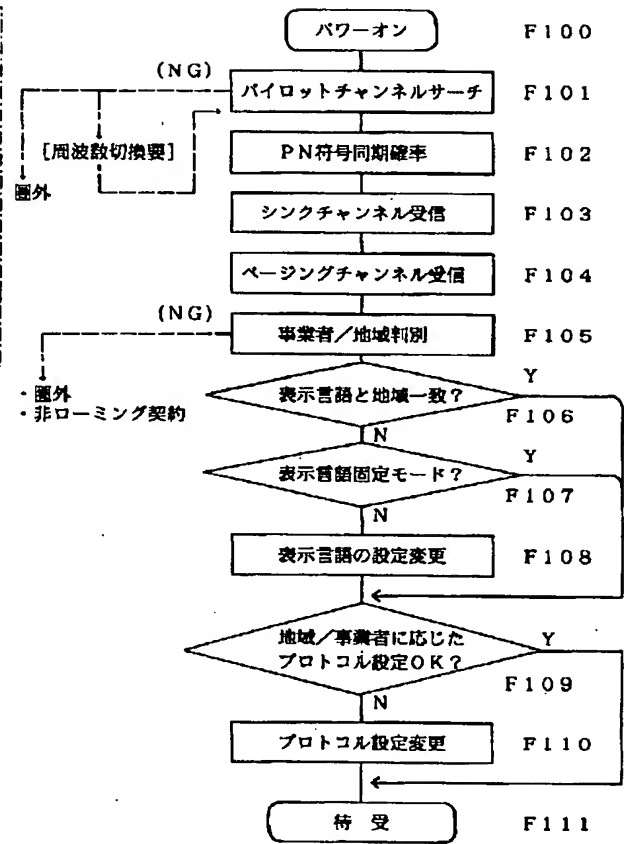 パワーオン F100
(NG)
パイロットチャンネルサーチ F101
[周波数切換要]
圏外
PN符号同期確率 F102
シンクチャンネル受信 F103
ページングチャンネル受信 F104
(NG)
事業者/地域判別 F105
・圏外
・非ローミング契約
表示言語と地域一致? Y
F106
N
表示言語固定モード? Y
F107
N
表示言語の設定変更 F108
地域/事業者に応じた
プロトコル設定OK? Y
F109
N
プロトコル設定変更 F110
待 受 F111